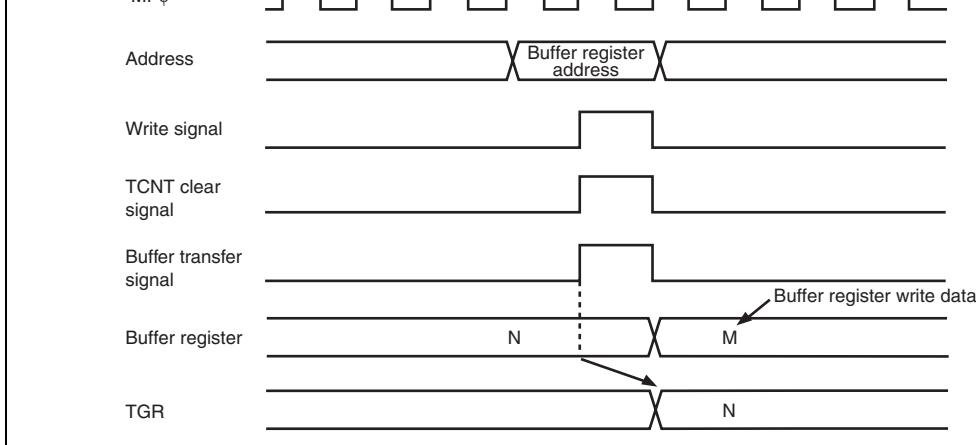 Address
Buffer register
address
Write signal
TCNT clear
signal
Buffer transfer
signal
Buffer register write data
Buffer register
N
M
TGR
N